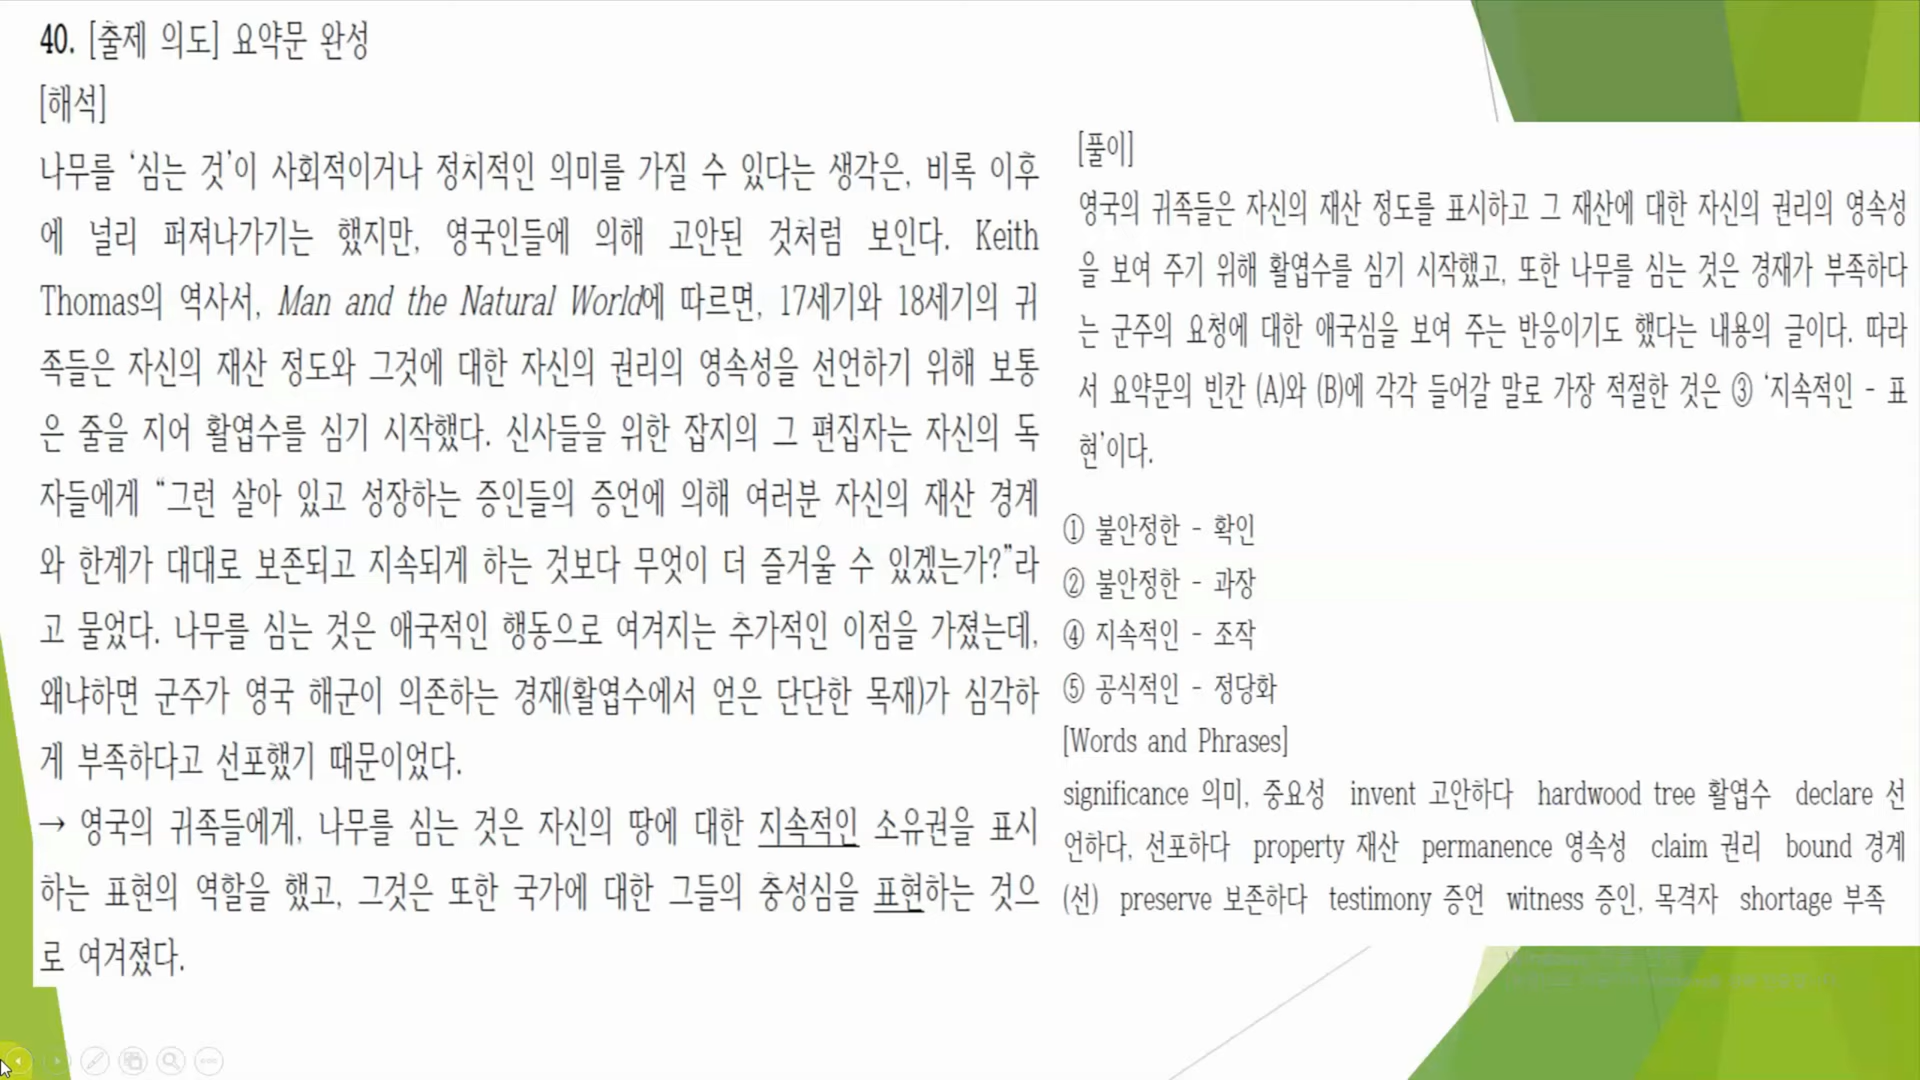 40. [출제 의도] 요약문 완성
[해석]
나무를 ‘심는 것’이 사회적이거나 정치적인 의미를 가질 수 있다는 생각은, 비록 이후
에 널리 퍼져나가기는 했지만, 영국인들에 의해 고안된 것처럼 보인다. Keith
Thomas의 역사서, Man and the Natural World에 따르면, 17세기와 18세기의 귀
족들은 자신의 재산 정도와 그것에 대한 자신의 권리의 영속성을 선언하기 위해 보통
은 줄을 지어 활엽수를 심기 시작했다. 신사들을 위한 잡지의 그 편집자는 자신의 독
자들에게 “그런 살아 있고 성장하는 증인들의 증언에 의해 여러분 자신의 재산 경계
와 한계가 대대로 보존되고 지속되게 하는 것보다 무엇이 더 즐거울 수 있겠는가?”라
고 물었다. 나무를 심는 것은 애국적인 행동으로 여겨지는 추가적인 이점을 가졌는데,
왜냐하면 군주가 영국 해군이 의존하는 경재(활엽수에서 얻은 단단한 목재)가 심각하
게 부족하다고 선포했기 때문이었다.
→ 영국의 귀족들에게, 나무를 심는 것은 자신의 땅에 대한 지속적인 소유권을 표시
하는 표현의 역할을 했고, 그것은 또한 국가에 대한 그들의 충성심을 표현하는 것으
로 여겨졌다.
[풀이]
영국의 귀족들은 자신의 재산 정도를 표시하고 그 재산에 대한 자신의 권리의 영속성
을 보여 주기 위해 활엽수를 심기 시작했고, 또한 나무를 심는 것은 경재가 부족하다
는 군주의 요청에 대한 애국심을 보여 주는 반응이기도 했다는 내용의 글이다. 따라
서 요약문의 빈칸 (A)와 (B)에 각각 들어갈 말로 가장 적절한 것은 ③ ‘지속적인 - 표
현’이다.
① 불안정한 - 확인
② 불안정한 - 과장
④ 지속적인 - 조작
⑤ 공식적인 - 정당화
[Words and Phrases]
significance 의미, 중요성 invent 고안하다 hardwood tree 활엽수 declare 선
언하다, 선포하다 property 재산 permanence 영속성 claim 권리 bound 경계
(선) preserve 보존하다 testimony 증언 witness 증인, 목격자 shortage 부족